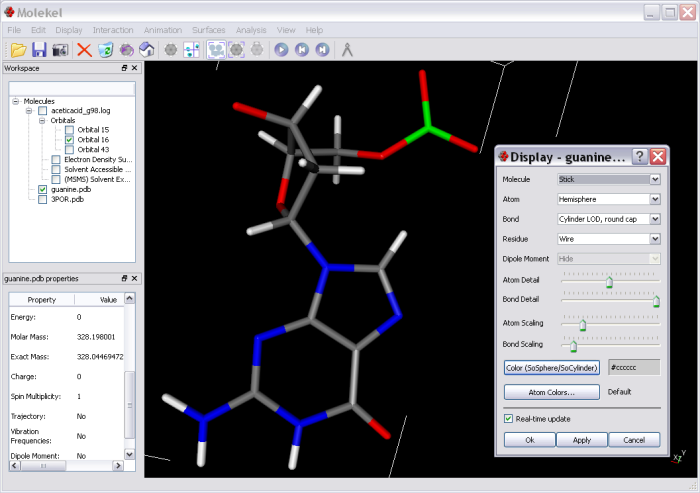 Molekel
File Edit Display Interaction Animation Surfaces Analysis View Help
Workspace
Molecules
aceticacid_g98.log
Orbitals
Orbital 15
Orbital 16
Orbital 43
Electron Density Su...
Solvent Accessible ...
(MSMS) Solvent Ex...
guanine.pdb
3POR.pdb
guanine.pdb properties
Property Value
Energy: 0
Molar Mass: 328.198001
Exact Mass: 328.04469472
Charge: 0
Spin Multiplicity: 1
Trajectory: No
Vibration
Frequencies: No
Dipole Moment: No
Display - guanine...
Molecule Stick
Atom Hemisphere
Bond Cylinder LOD, round cap
Residue Wire
Dipole Moment Hide
Atom Detail
Bond Detail
Atom Scaling
Bond Scaling
Color (SoSphere/SoCylinder) #cccccc
Atom Colors... Default
Real-time update
Ok Apply Cancel
Y
X Z